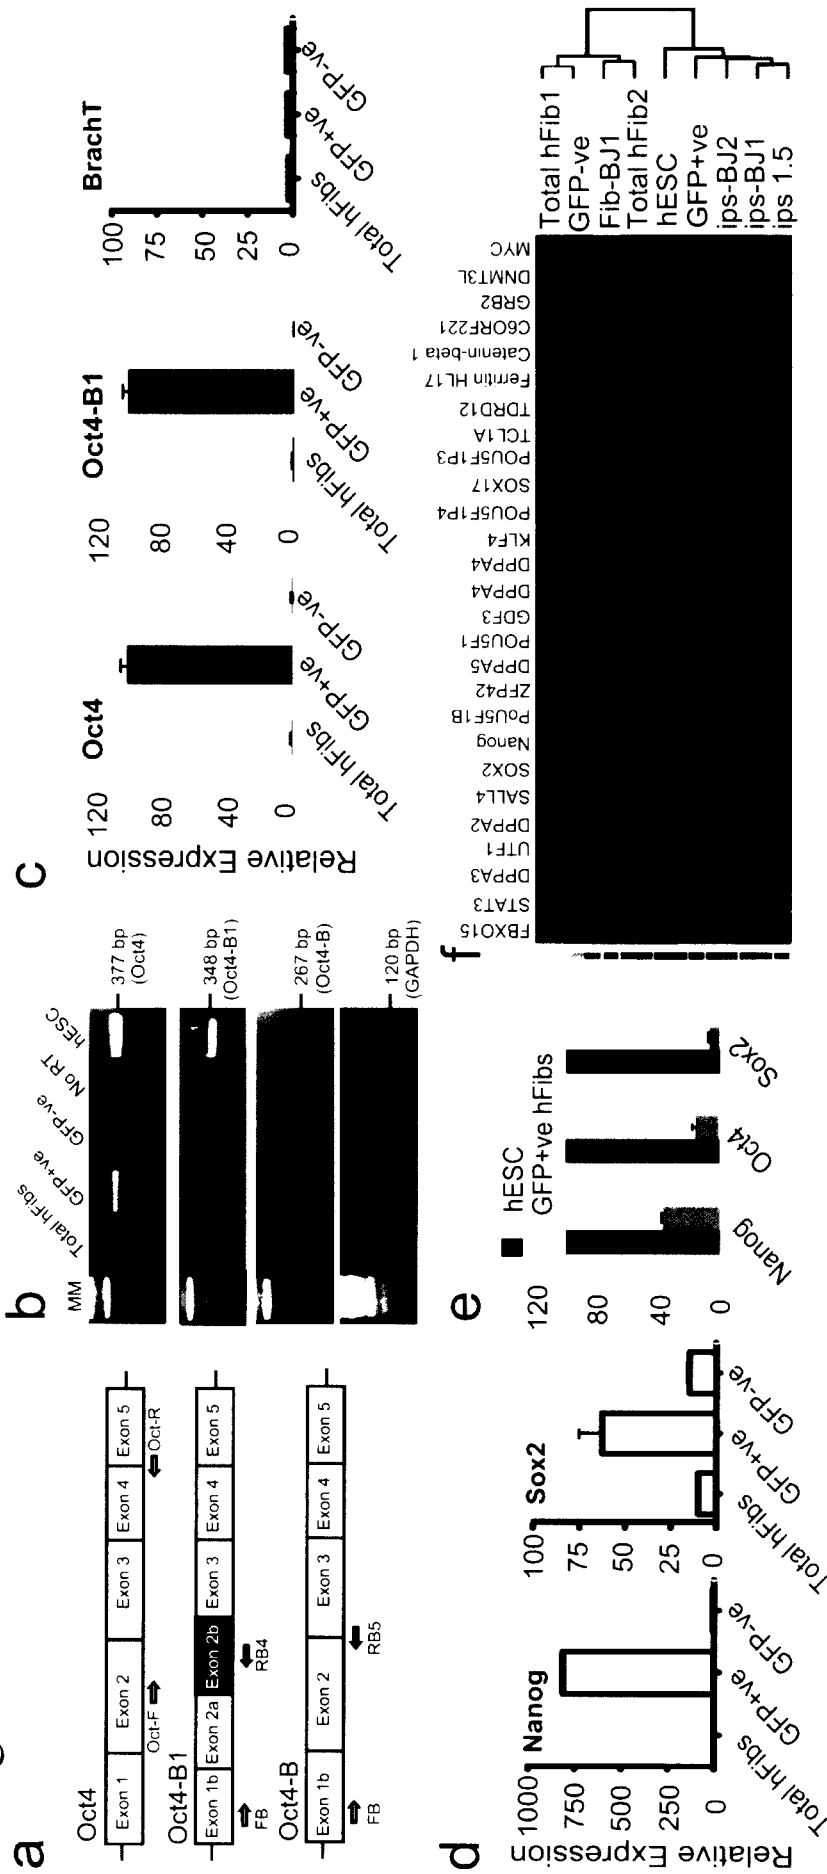 a
Oct4
Exon 1 Exon 2 Exon 3 Exon 4 Exon 5
Oct-F Oct-R
Oct4-B1
Exon 1b Exon 2a Exon 2b Exon 3 Exon 4 Exon 5
FB RB4
Oct4-B
Exon 1b Exon 2 Exon 3 Exon 4 Exon 5
FB RB5
b
MM Total hFibs GFP+ve GFP-ve No RT hESC
377 bp
(Oct4)
348 bp
(Oct4-B1)
267 bp
(Oct4-B)
120 bp
(GAPDH)
c
Relative Expression
Oct4
120
80
40
0
Total hFibs GFP+ve GFP-ve
Oct4-B1
120
80
40
0
Total hFibs GFP+ve GFP-ve
BrachT
100
75
50
25
0
Total hFibs GFP+ve GFP-ve
d
Relative Expression
Nanog
1000
750
500
250
0
Total hFibs GFP+ve GFP-ve
Sox2
100
75
50
25
0
Total hFibs GFP+ve GFP-ve
e
hESC
GFP+ve hFibs
120
80
40
0
Nanog Oct4 Sox2
f
FBXO15
STAT3
DPPA3
UTF1
DPPA2
SALL4
SOX2
Nanog
PoU5F1B
ZFP42
DPPA5
POU5F1
GDF3
DPPA4
DPPA4
KLF4
POU5F1P4
SOX17
POU5F1P3
TCL1A
TDRD12
Ferritin HL17
Catenin-beta 1
C6ORF221
GRB2
DNMT3L
MYC
Total hFib1
GFP-ve
Fib-BJ1
Total hFib2
hESC
GFP+ve
ips-BJ2
ips-BJ1
ips 1.5